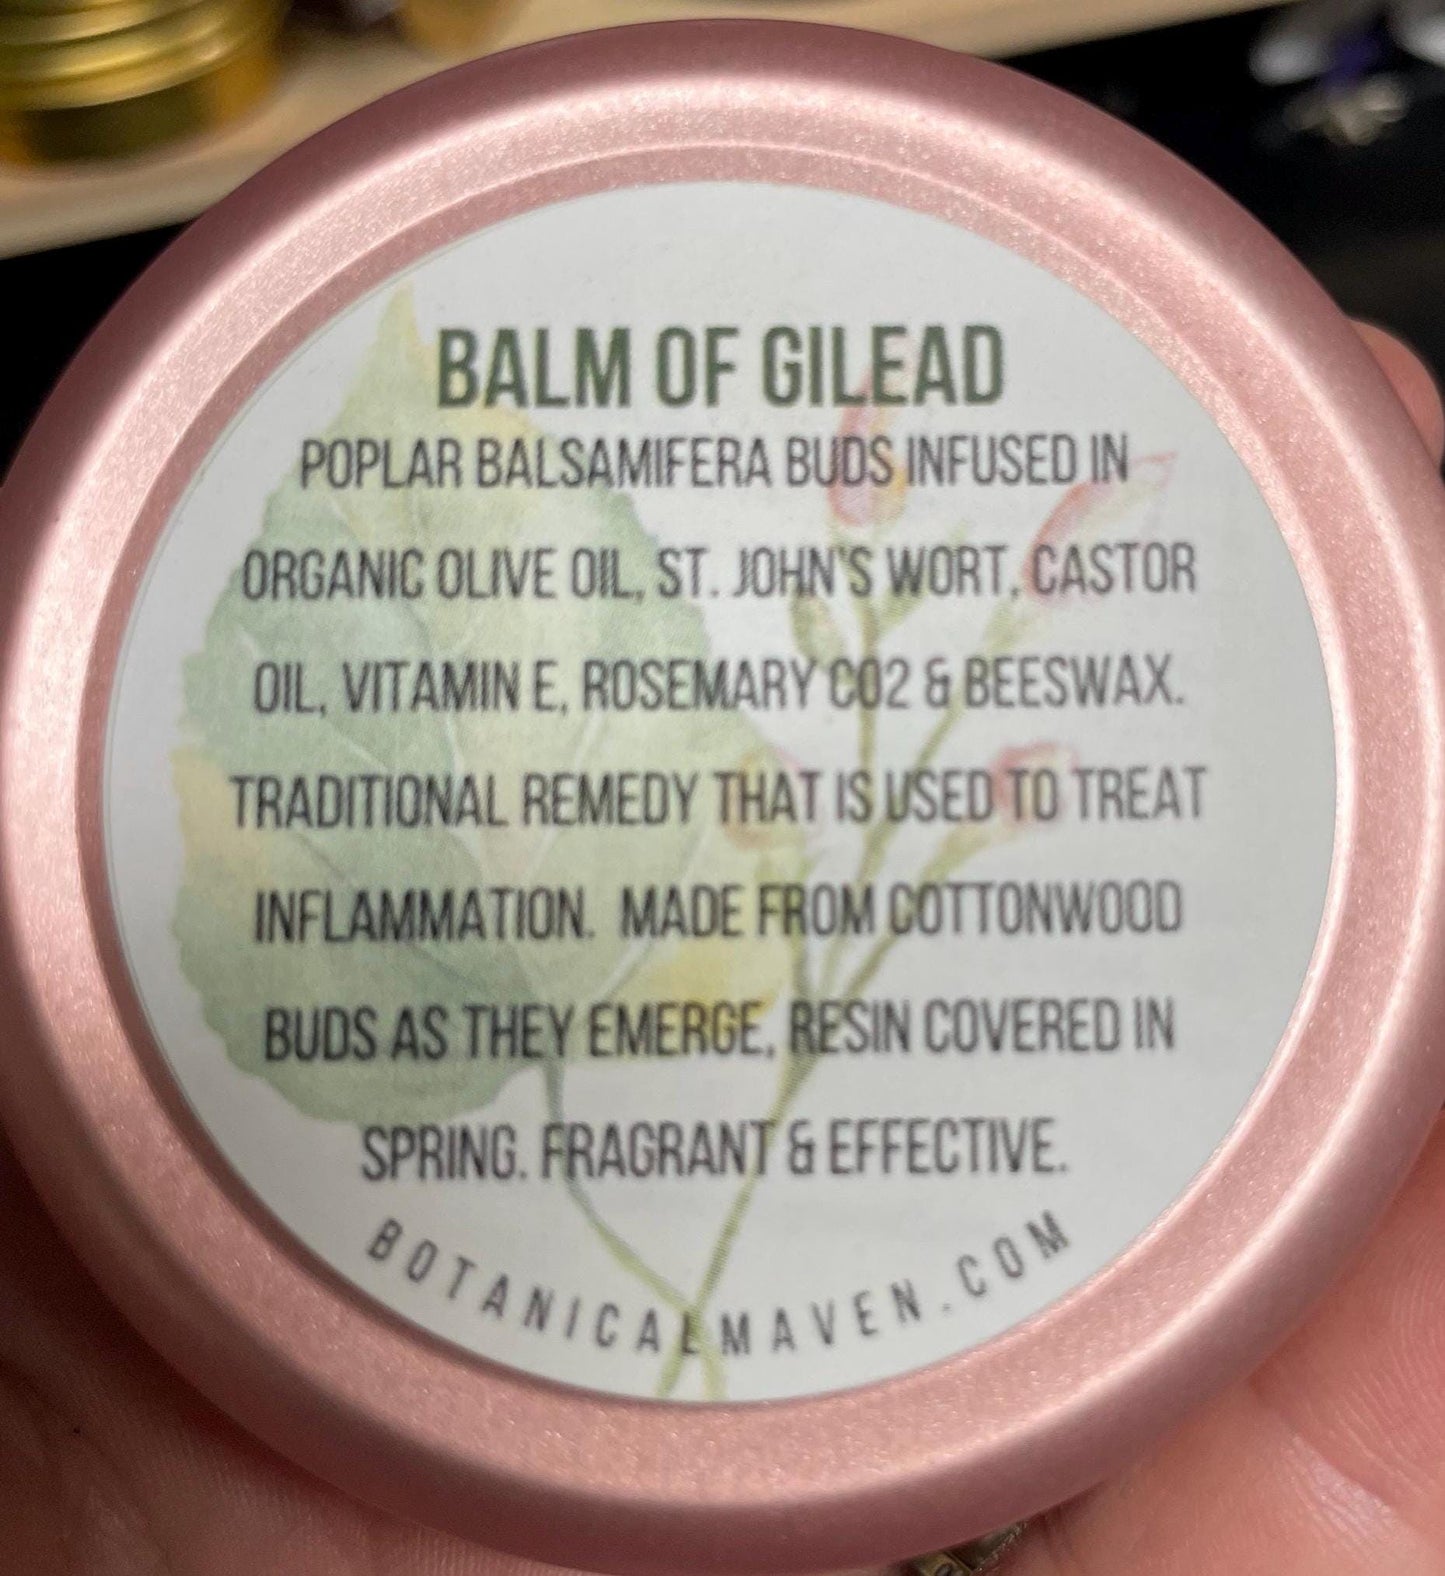 BALM OF GILEAD
POPLAR BALSAMIFERA BUDS INFUSED IN
ORGANIC OLIVE OIL, ST. JOHN'S WORT, CASTOR
OIL, VITAMIN E, ROSEMARY CO2 & BEESWAX.
TRADITIONAL REMEDY THAT IS USED TO TREAT
INFLAMMATION. MADE FROM COTTONWOOD
BUDS AS THEY EMERGE, RESIN COVERED IN
SPRING. FRAGRANT & EFFECTIVE.
BOTANICALMAVEN.COM